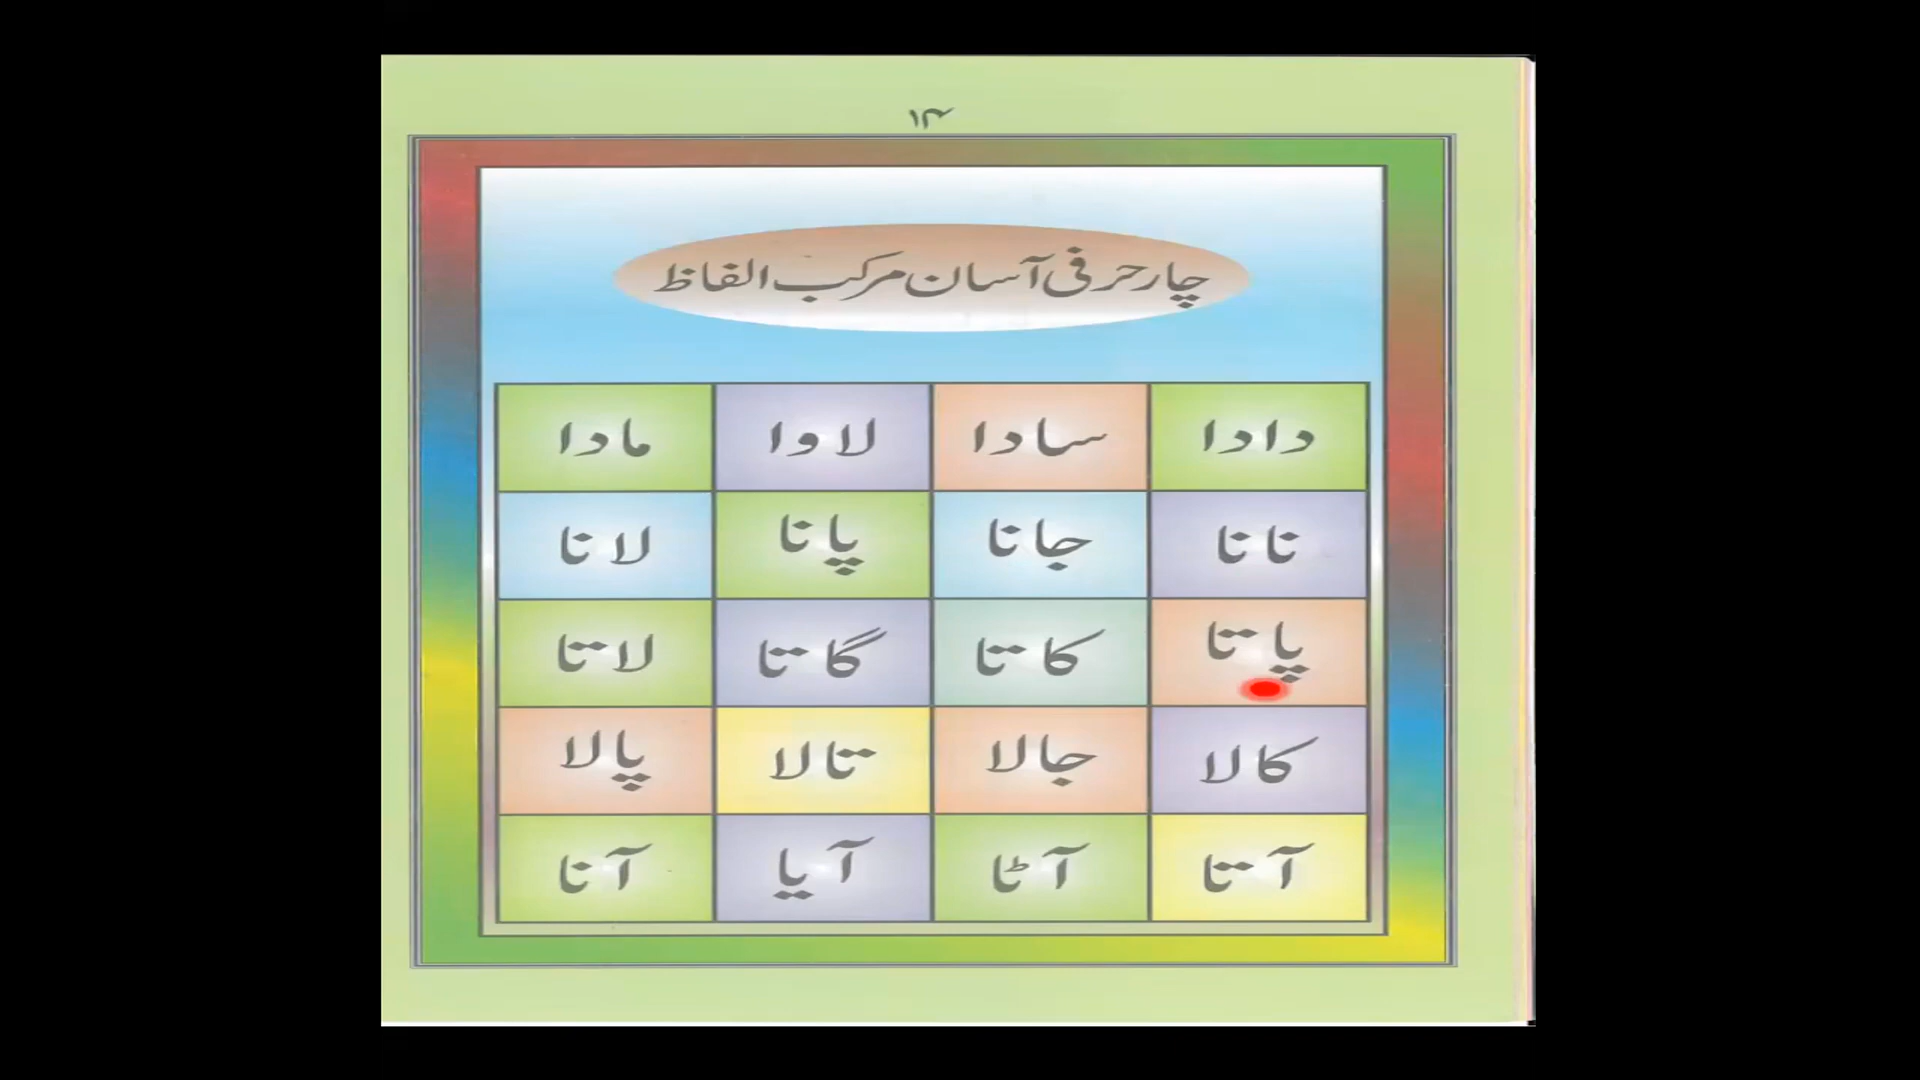 ۱۴
چار حرفی آسان مرکب الفاظ
دادا سادا لاوا مادا
نانا جانا پانا لانا
پاتا کاتا گاتا لاتا
کالا جالا تالا پالا
آتا آٹا آیا آنا